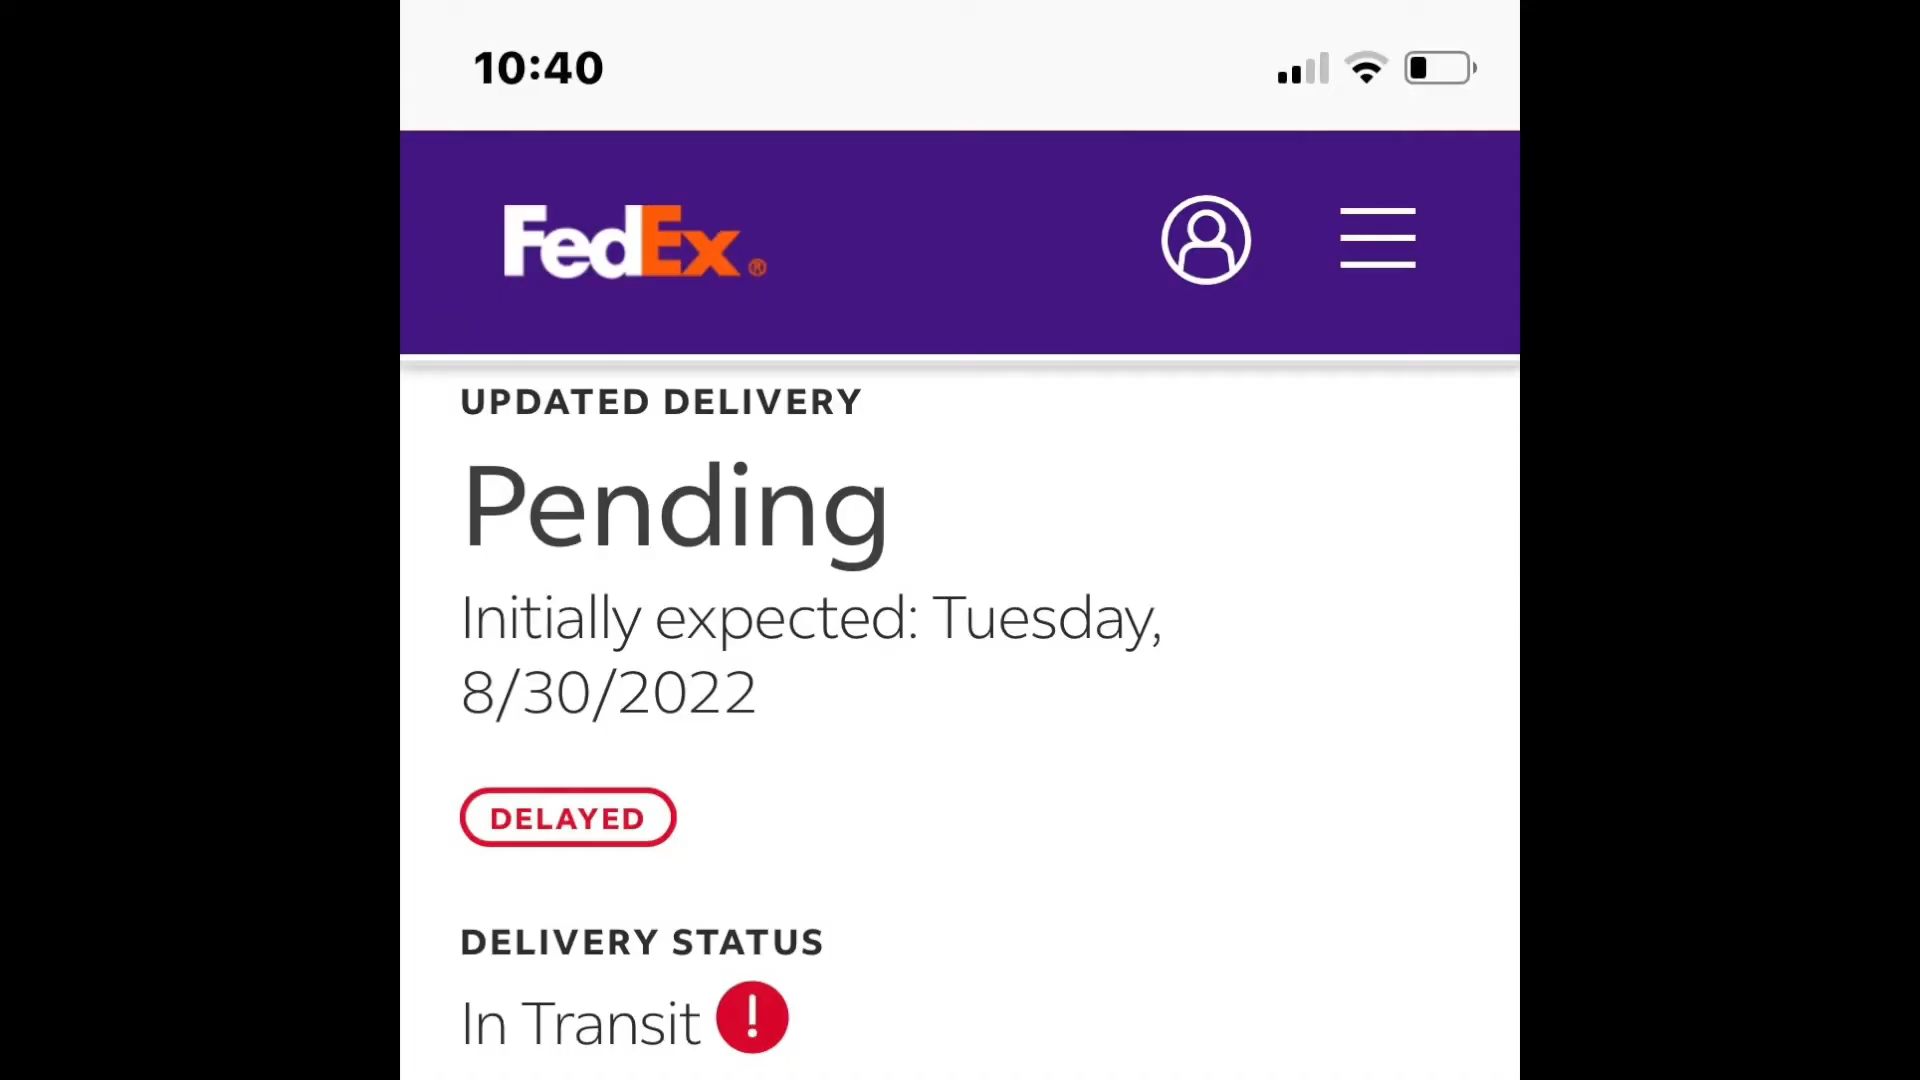 10:40
FedEx®
UPDATED DELIVERY
Pending
Initially expected: Tuesday,
8/30/2022
DELAYED
DELIVERY STATUS
In Transit !